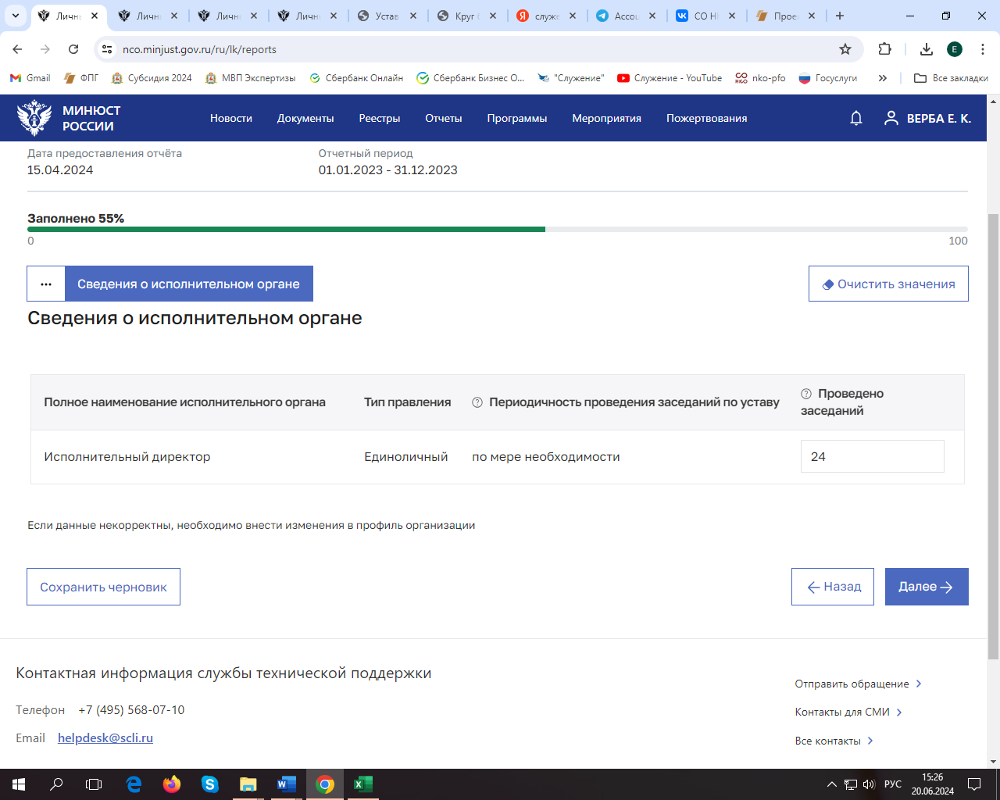 Личны
Личны
Личны
Личны
Устав
Круг
служе
Accou
СО Н
Прое
nco.minjust.gov.ru/ru/lk/reports
E
Gmail
ФПГ
Субсидия 2024
МВП Экспертизы
Сбербанк Онлайн
Сбербанк Бизнес О...
"Служение"
Служение - YouTube
nko-pfo
Госуслуги
Все закладки
МИНЮСТ
РОССИИ
Новости
Документы
Реестры
Отчеты
Программы
Мероприятия
Пожертвования
ВЕРБА Е. К.
Дата предоставления отчёта
15.04.2024
Отчетный период
01.01.2023 - 31.12.2023
Заполнено 55%
0
100
...
Сведения о исполнительном органе
Очистить значения
Сведения о исполнительном органе
Полное наименование исполнительного органа
Тип правления
Периодичность проведения заседаний по уставу
Проведено
заседаний
Исполнительный директор
Единоличный
по мере необходимости
24
Если данные некорректны, необходимо внести изменения в профиль организации
Сохранить черновик
Назад
Далее
Контактная информация службы технической поддержки
Телефон +7 (495) 568-07-10
Email helpdesk@scli.ru
Отправить обращение
Контакты для СМИ
Все контакты
РУС
15:26
20.06.2024